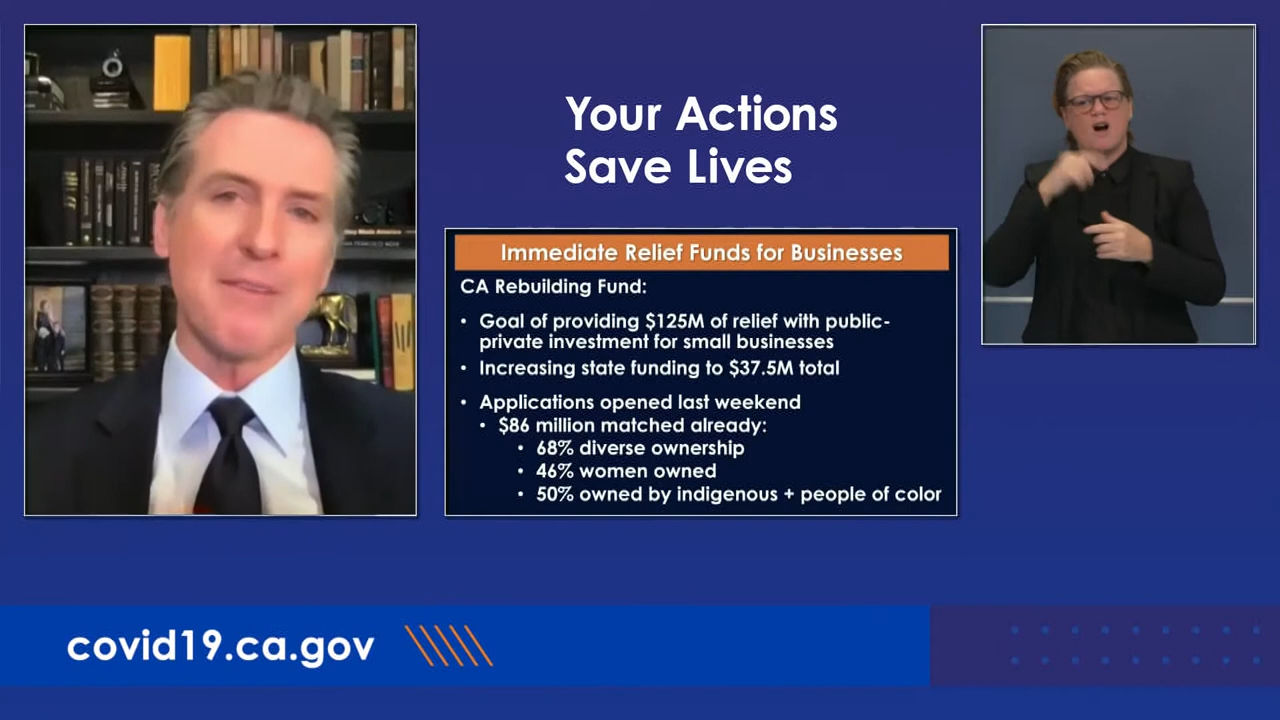 Your Actions
Save Lives
Immediate Relief Funds for Businesses
CA Rebuilding Fund:
• Goal of providing $125M of relief with public-
private investment for small businesses
• Increasing state funding to $37.5M total
• Applications opened last weekend
• $86 million matched already:
• 68% diverse ownership
• 46% women owned
• 50% owned by indigenous + people of color
covid19.ca.gov